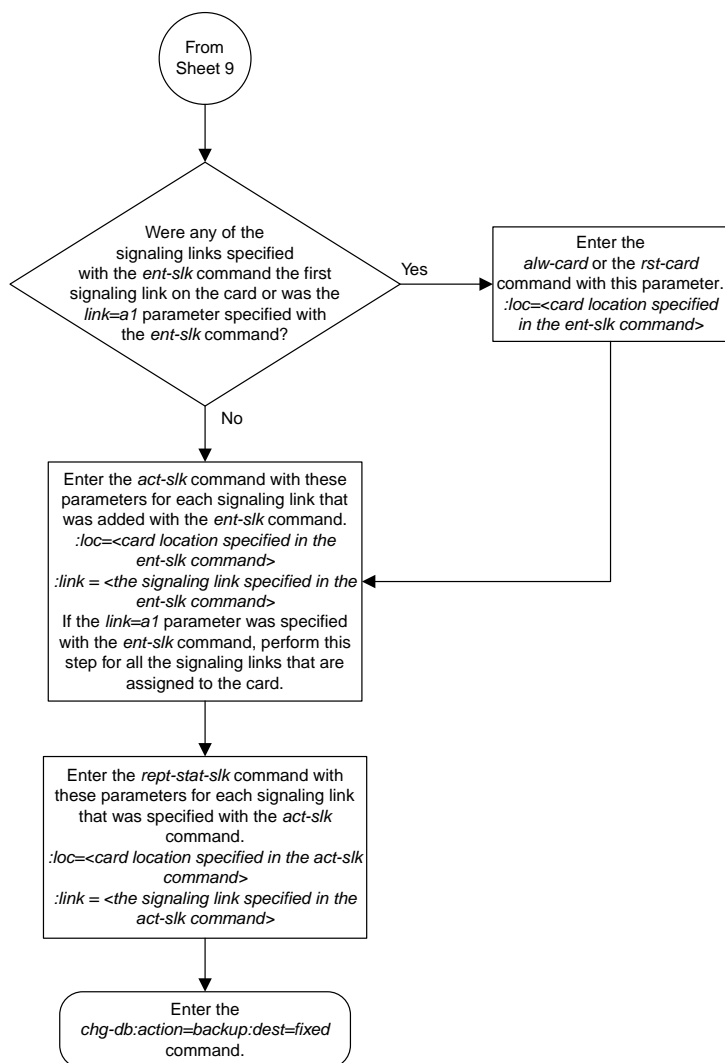 From
Sheet 9
Were any of the
signaling links specified
with the ent-slk command the first
signaling link on the card or was the
link=a1 parameter specified with
the ent-slk command?
Yes
Enter the
alw-card or the rst-card
command with this parameter.
:loc=<card location specified
in the ent-slk command>
No
Enter the act-slk command with these
parameters for each signaling link that
was added with the ent-slk command.
:loc=<card location specified in the
ent-slk command>
:link = <the signaling link specified in the
ent-slk command>
If the link=a1 parameter was specified
with the ent-slk command, perform this
step for all the signaling links that are
assigned to the card.
Enter the rept-stat-slk command with
these parameters for each signaling link
that was specified with the act-slk
command.
:loc=<card location specified in the act-slk
command>
:link = <the signaling link specified in the
act-slk command>
Enter the
chg-db:action=backup:dest=fixed
command.